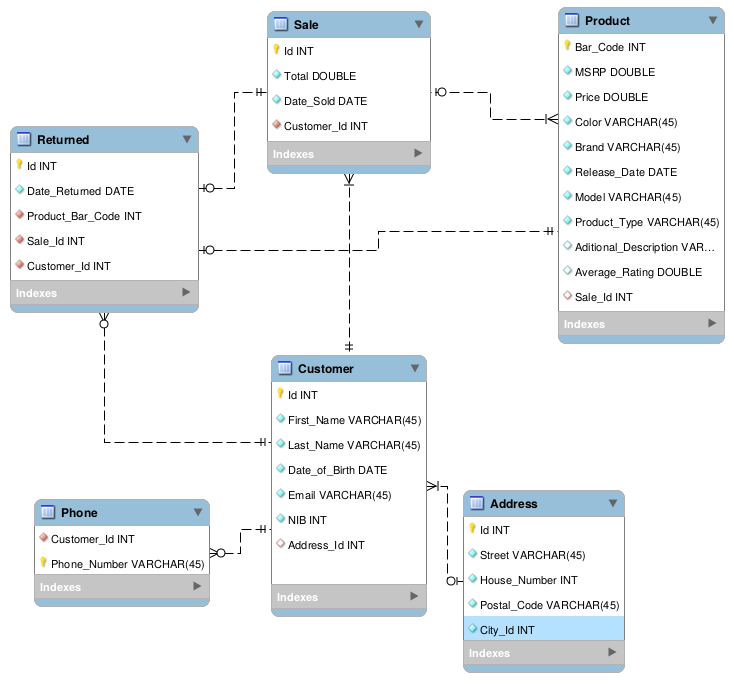 Sale
Id INT
Total DOUBLE
Date_Sold DATE
Customer_Id INT
Indexes
Product
Bar_Code INT
MSRP DOUBLE
Price DOUBLE
Color VARCHAR(45)
Brand VARCHAR(45)
Release_Date DATE
Model VARCHAR(45)
Product_Type VARCHAR(45)
Aditional_Description VAR...
Average_Rating DOUBLE
Sale_Id INT
Indexes
Returned
Id INT
Date_Returned DATE
Product_Bar_Code INT
Sale_Id INT
Customer_Id INT
Indexes
Customer
Id INT
First_Name VARCHAR(45)
Last_Name VARCHAR(45)
Date_of_Birth DATE
Email VARCHAR(45)
NIB INT
Address_Id INT
Indexes
Phone
Customer_Id INT
Phone_Number VARCHAR(45)
Indexes
Address
Id INT
Street VARCHAR(45)
House_Number INT
Postal_Code VARCHAR(45)
City_Id INT
Indexes